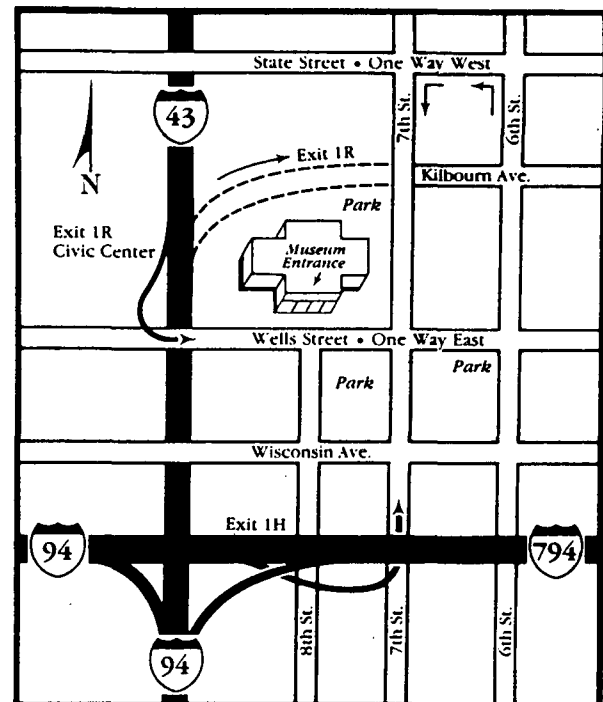 State Street • One Way West
43
7th St.
6th St.
N
Exit 1R
Kilbourn Ave.
Park
Exit 1R
Civic Center
Museum
Entrance
Wells Street • One Way East
Park
Park
Wisconsin Ave.
Exit 1H
94
794
8th St.
7th St.
6th St.
94